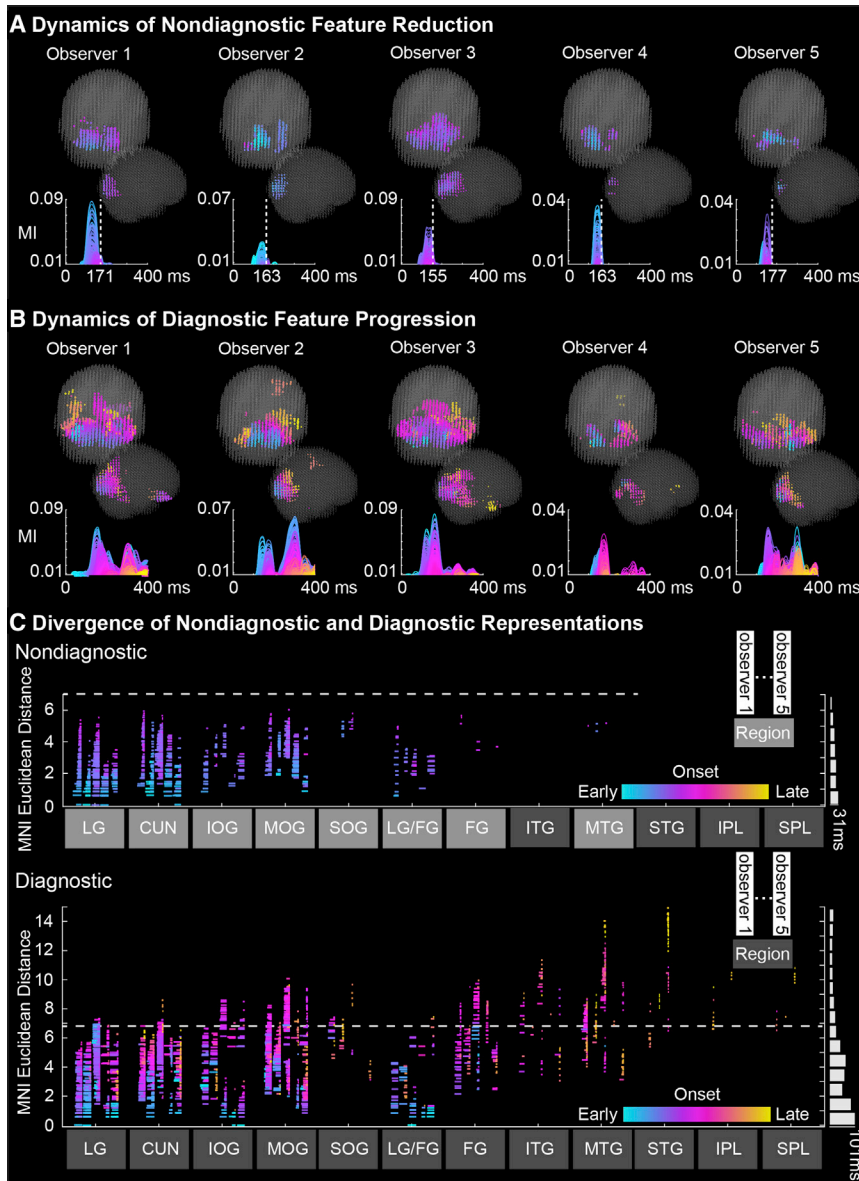 A Dynamics of Nondiagnostic Feature Reduction
Observer 1 Observer 2 Observer 3 Observer 4 Observer 5
0.09 0.07 0.09 0.04 0.04
MI
0.01 0.01 0.01 0.01 0.01
0 171 400 ms 0 163 400 ms 0 155 400 ms 0 163 400 ms 0 177 400 ms
B Dynamics of Diagnostic Feature Progression
Observer 1 Observer 2 Observer 3 Observer 4 Observer 5
0.09 0.07 0.09 0.04 0.04
MI
0.01 0.01 0.01 0.01 0.01
0 400 ms 0 400 ms 0 400 ms 0 400 ms 0 400 ms
C Divergence of Nondiagnostic and Diagnostic Representations
Nondiagnostic
observer 1
observer 5
Region
MNI Euclidean Distance
6
4
2
0
Onset
Early Late
31ms
LG CUN IOG MOG SOG LG/FG FG ITG MTG STG IPL SPL
Diagnostic
observer 1
observer 5
Region
MNI Euclidean Distance
14
12
10
8
6
4
2
0
Onset
Early Late
101ms
LG CUN IOG MOG SOG LG/FG FG ITG MTG STG IPL SPL